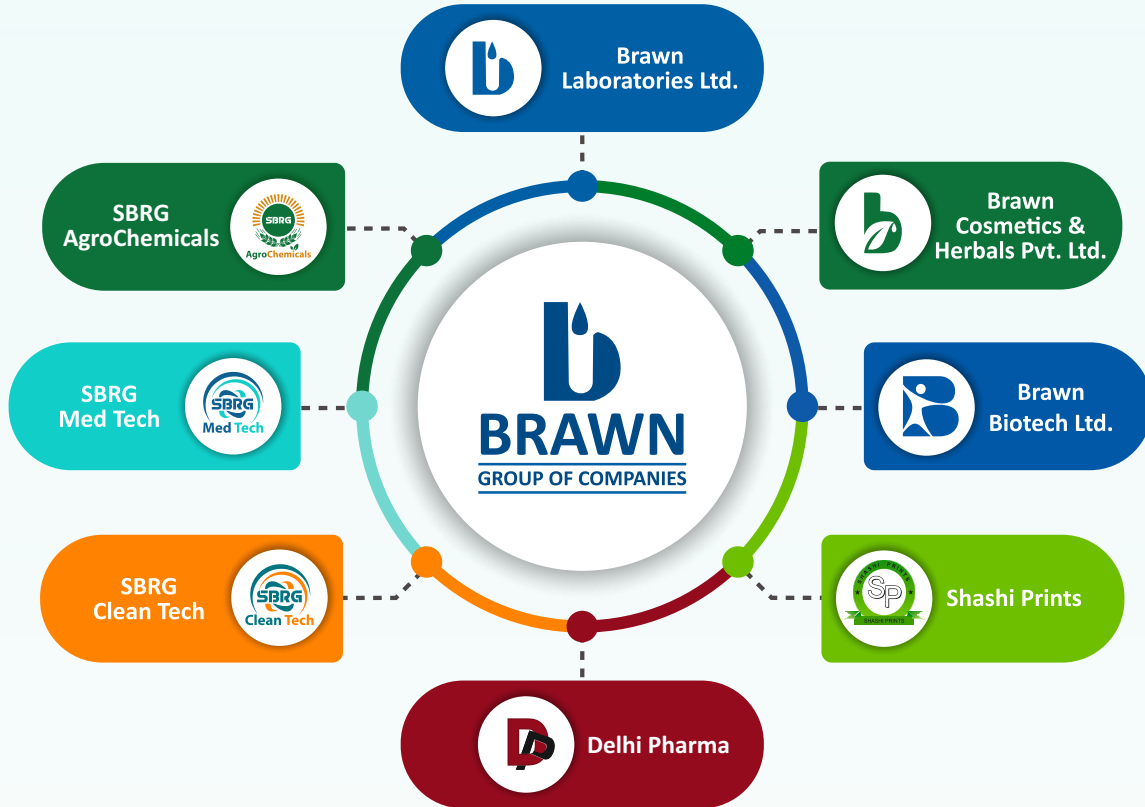 Brawn
Laboratories Ltd.
SBRG
AgroChemicals
SBRG
AgroChemicals
Brawn
Cosmetics &
Herbals Pvt. Ltd.
SBRG
Med Tech
SBRG
Med Tech
BRAWN
GROUP OF COMPANIES
Brawn
Biotech Ltd.
SBRG
Clean Tech
SBRG
Clean Tech
SHASHI PRINTS
SP
SHASHI PRINTS
Shashi Prints
Delhi Pharma